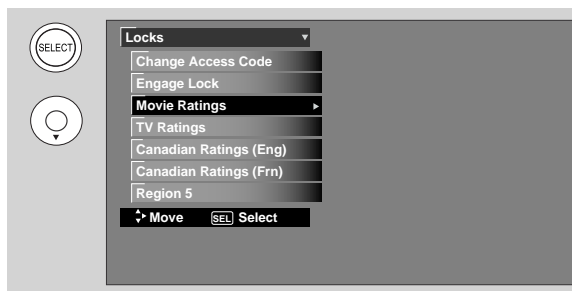 SELECT
Locks
Change Access Code
Engage Lock
Movie Ratings
TV Ratings
Canadian Ratings (Eng)
Canadian Ratings (Frn)
Region 5
Move SEL Select